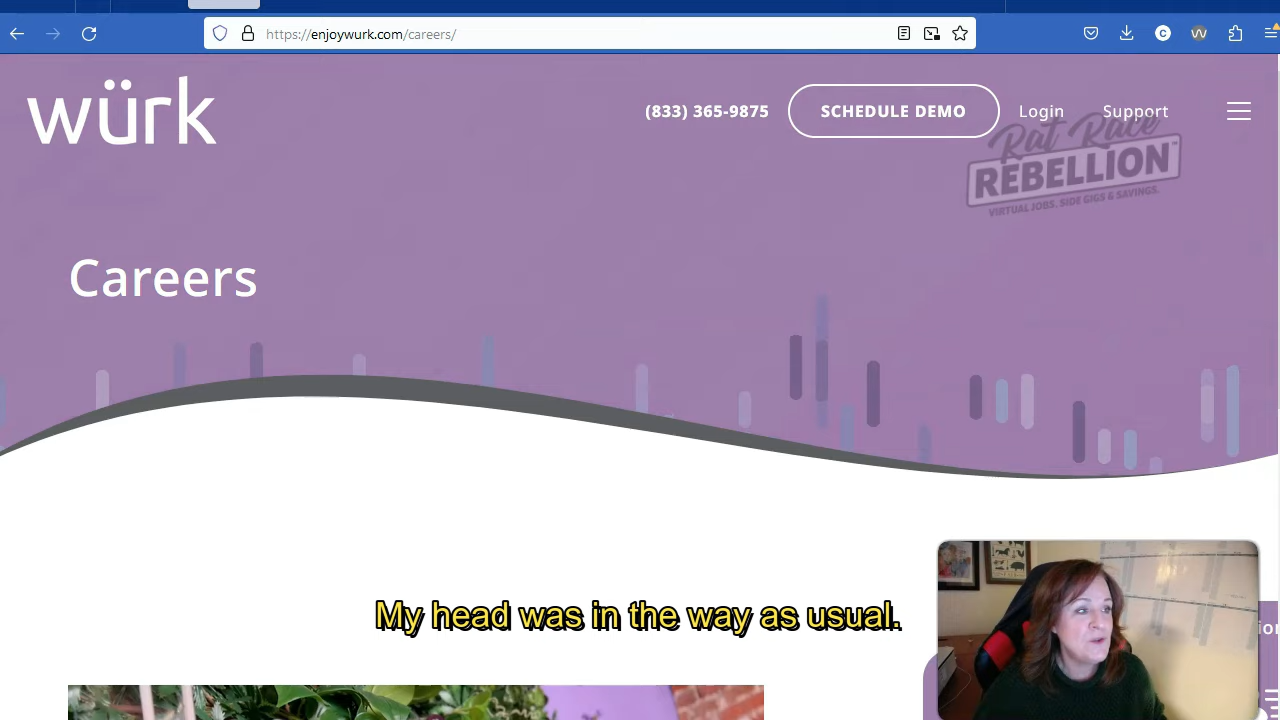 https://enjoywurk.com/careers/
würk
(833) 365-9875
SCHEDULE DEMO
Login
Support
Rat Race
REBELLION™
VIRTUAL JOBS. SIDE GIGS & SAVINGS.
Careers
My head was in the way as usual.